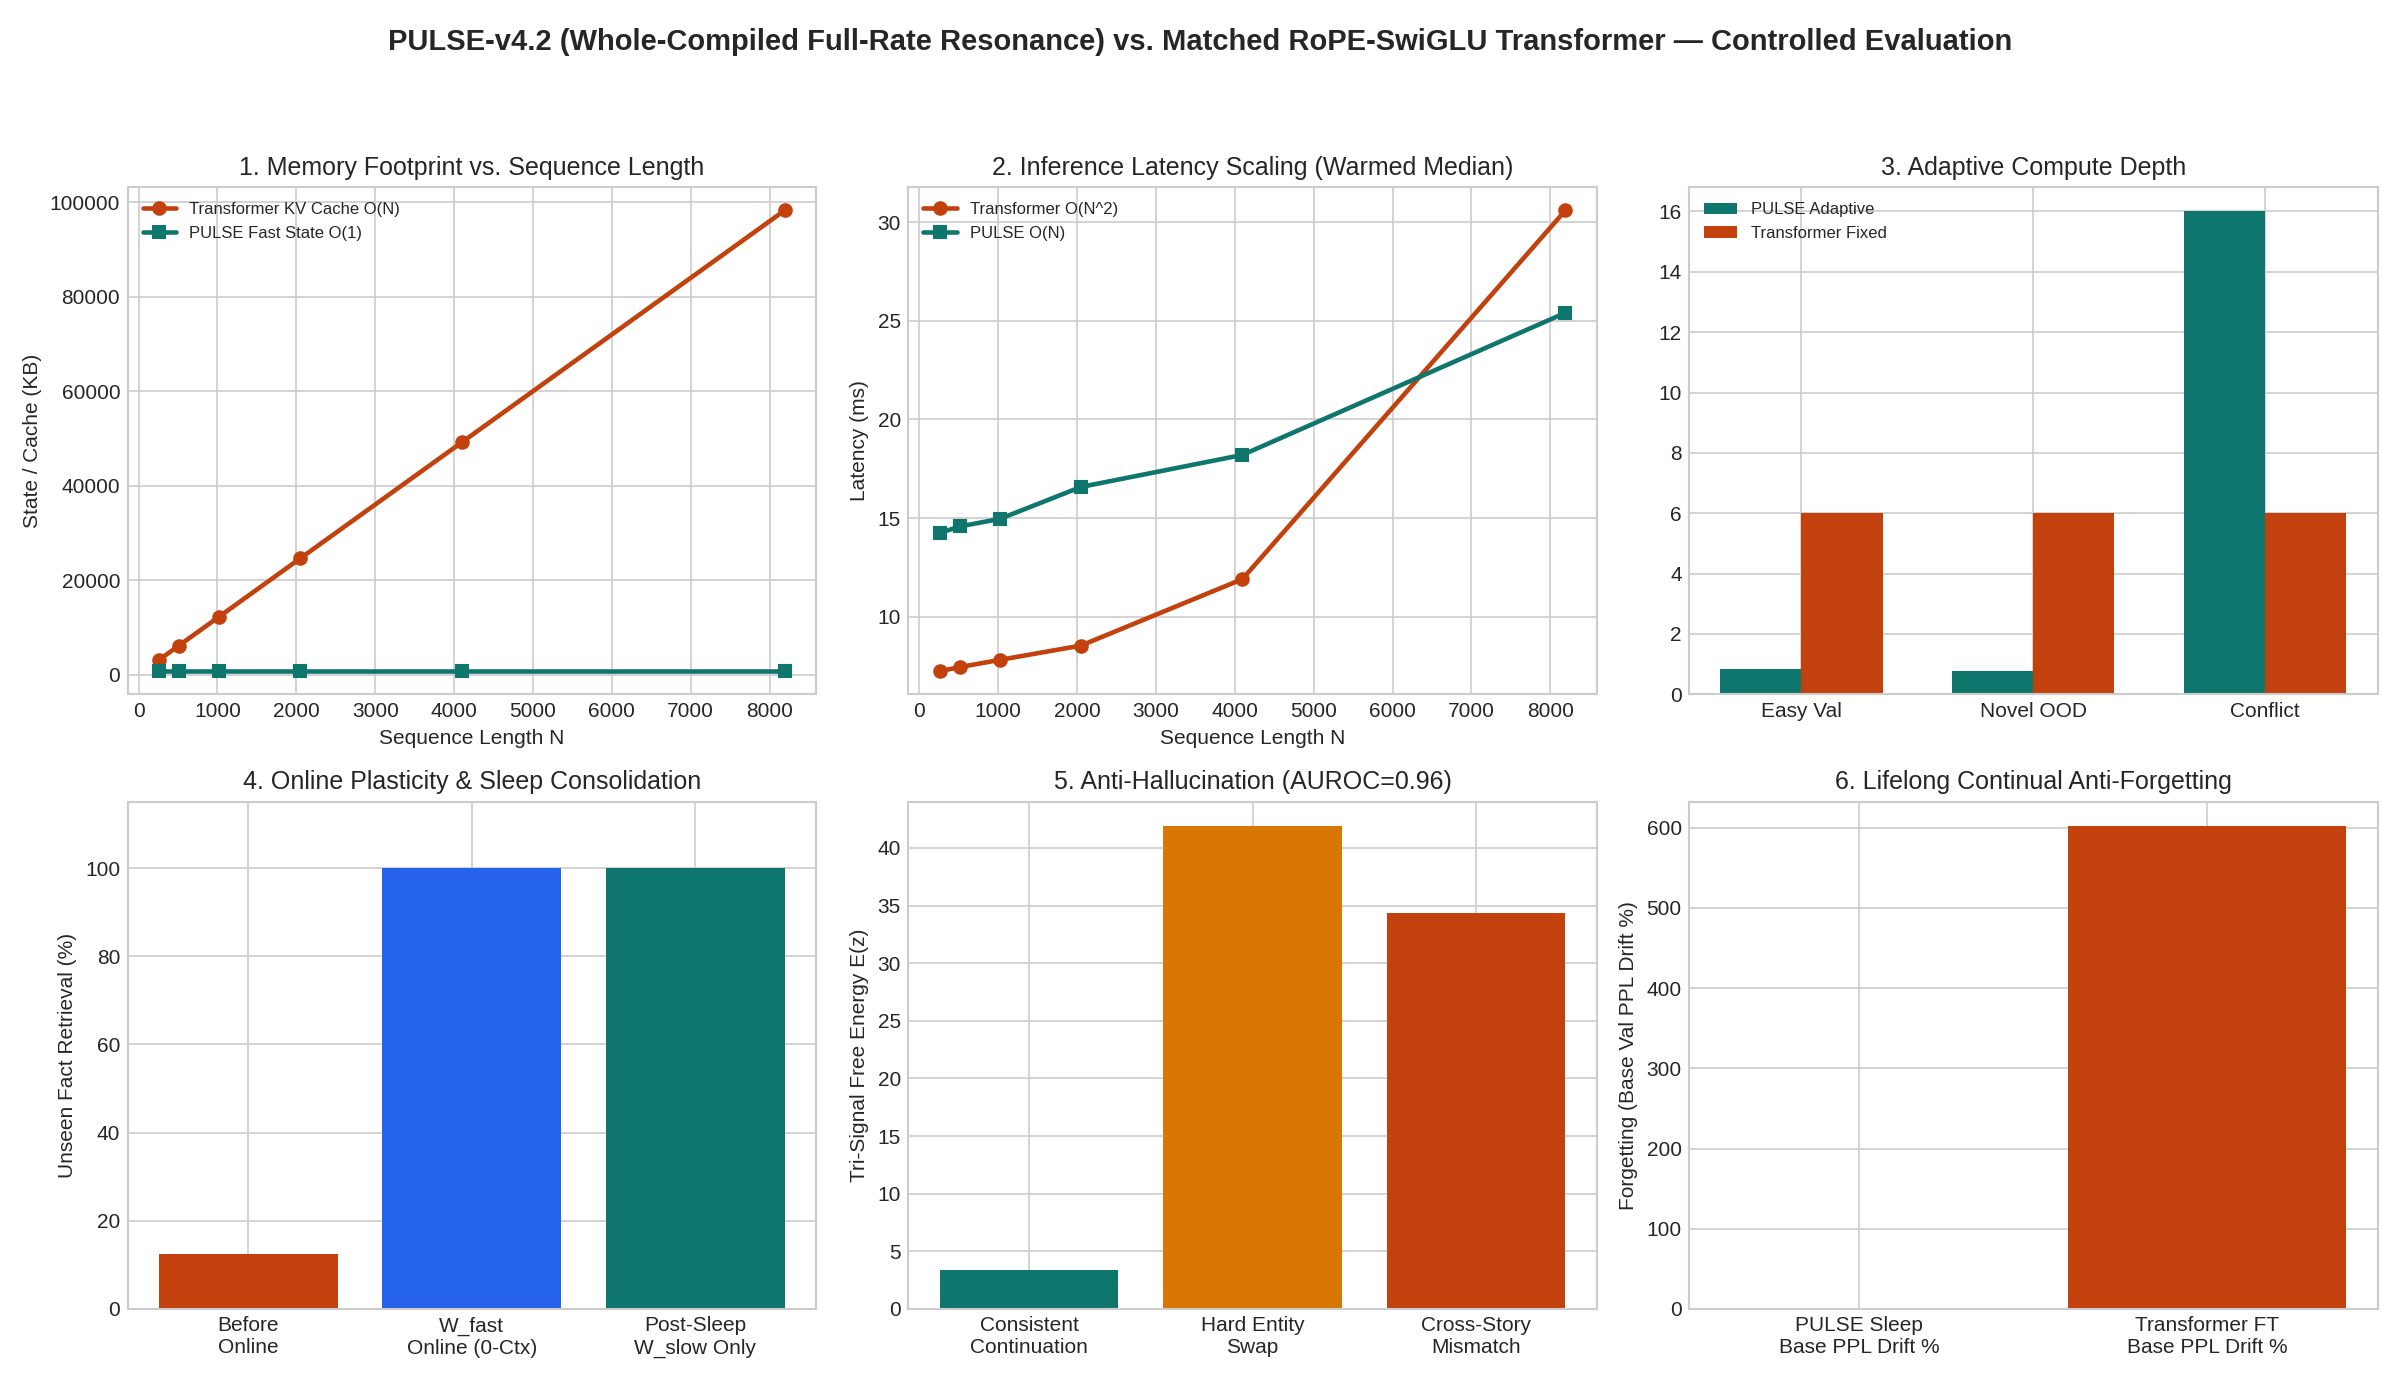 PULSE-v4.2 (Whole-Compiled Full-Rate Resonance) vs. Matched RoPE-SwiGLU Transformer — Controlled Evaluation
1. Memory Footprint vs. Sequence Length
State / Cache (KB)
100000
80000
60000
40000
20000
0
Transformer KV Cache O(N)
PULSE Fast State O(1)
0 1000 2000 3000 4000 5000 6000 7000 8000
Sequence Length N
2. Inference Latency Scaling (Warmed Median)
Latency (ms)
30
25
20
15
10
Transformer O(N^2)
PULSE O(N)
0 1000 2000 3000 4000 5000 6000 7000 8000
Sequence Length N
3. Adaptive Compute Depth
16
14
12
10
8
6
4
2
0
PULSE Adaptive
Transformer Fixed
Easy Val Novel OOD Conflict
4. Online Plasticity & Sleep Consolidation
Unseen Fact Retrieval (%)
100
80
60
40
20
0
Before
Online
W_fast
Online (0-Ctx)
Post-Sleep
W_slow Only
5. Anti-Hallucination (AUROC=0.96)
Tri-Signal Free Energy E(z)
40
35
30
25
20
15
10
5
0
Consistent
Continuation
Hard Entity
Swap
Cross-Story
Mismatch
6. Lifelong Continual Anti-Forgetting
Forgetting (Base Val PPL Drift %)
600
500
400
300
200
100
0
PULSE Sleep
Base PPL Drift %
Transformer FT
Base PPL Drift %